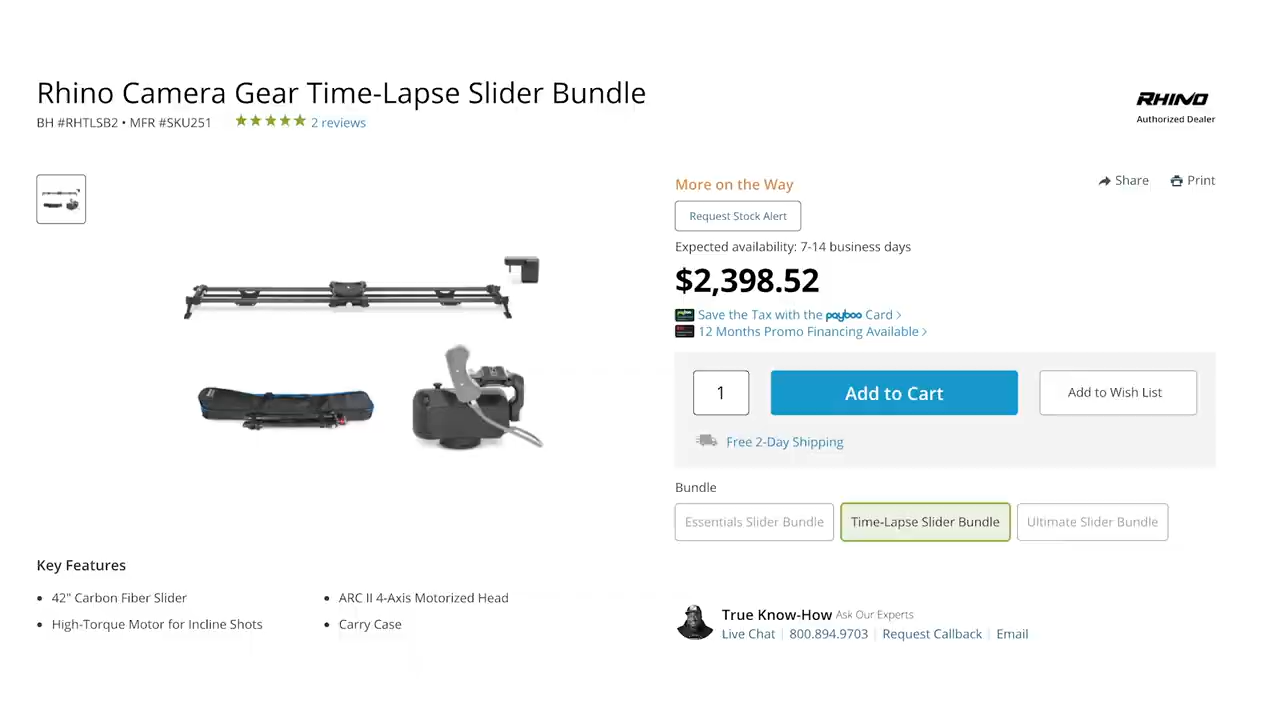 Rhino Camera Gear Time-Lapse Slider Bundle
BH #RHTLSB2 • MFR #SKU251
2 reviews
RHINO
Authorized Dealer
More on the Way
Share
Print
Request Stock Alert
Expected availability: 7-14 business days
$2,398.52
Save the Tax with the payboo Card >
12 Months Promo Financing Available >
1
Add to Cart
Add to Wish List
Free 2-Day Shipping
Bundle
Essentials Slider Bundle
Time-Lapse Slider Bundle
Ultimate Slider Bundle
Key Features
• 42" Carbon Fiber Slider
• High-Torque Motor for Incline Shots
• ARC II 4-Axis Motorized Head
• Carry Case
True Know-How Ask Our Experts
Live Chat | 800.894.9703 | Request Callback | Email